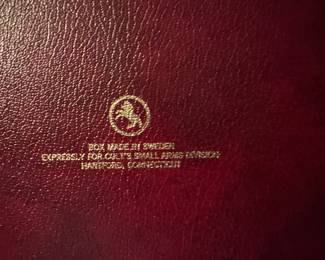 BOX MADE IN SWEDEN
EXPRESSLY FOR COLT'S SMALL ARMS DIVISION
HARTFORD, CONNECTICUT